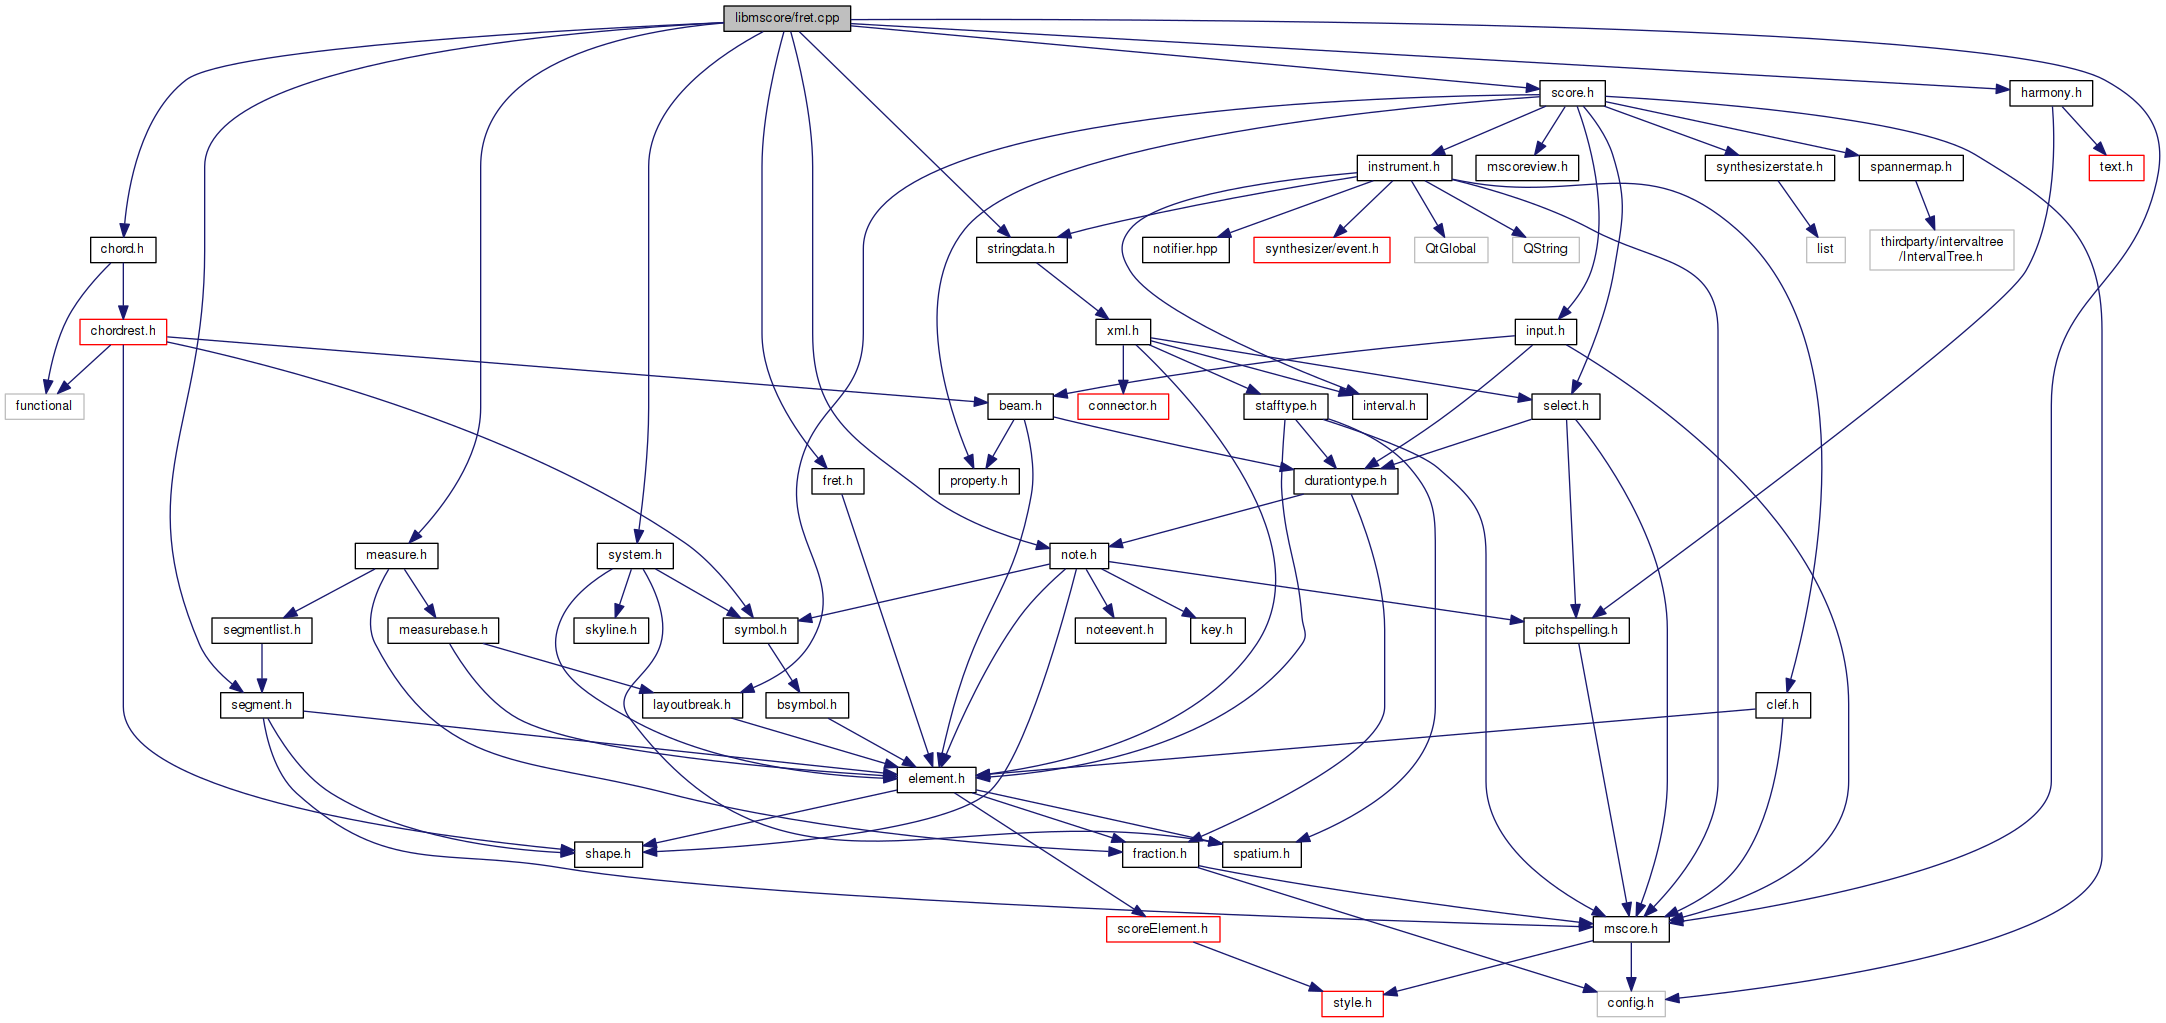 libmscore/fret.cpp
score.h
harmony.h
instrument.h
mscoreview.h
synthesizerstate.h
spannermap.h
text.h
chord.h
stringdata.h
notifier.hpp
synthesizer/event.h
QtGlobal
QString
list
thirdparty/intervaltree
/IntervalTree.h
chordrest.h
xml.h
input.h
functional
beam.h
connector.h
stafftype.h
interval.h
select.h
fret.h
property.h
durationtype.h
measure.h
system.h
note.h
segmentlist.h
measurebase.h
skyline.h
symbol.h
noteevent.h
key.h
pitchspelling.h
segment.h
layoutbreak.h
bsymbol.h
clef.h
element.h
shape.h
fraction.h
spatium.h
scoreElement.h
mscore.h
style.h
config.h